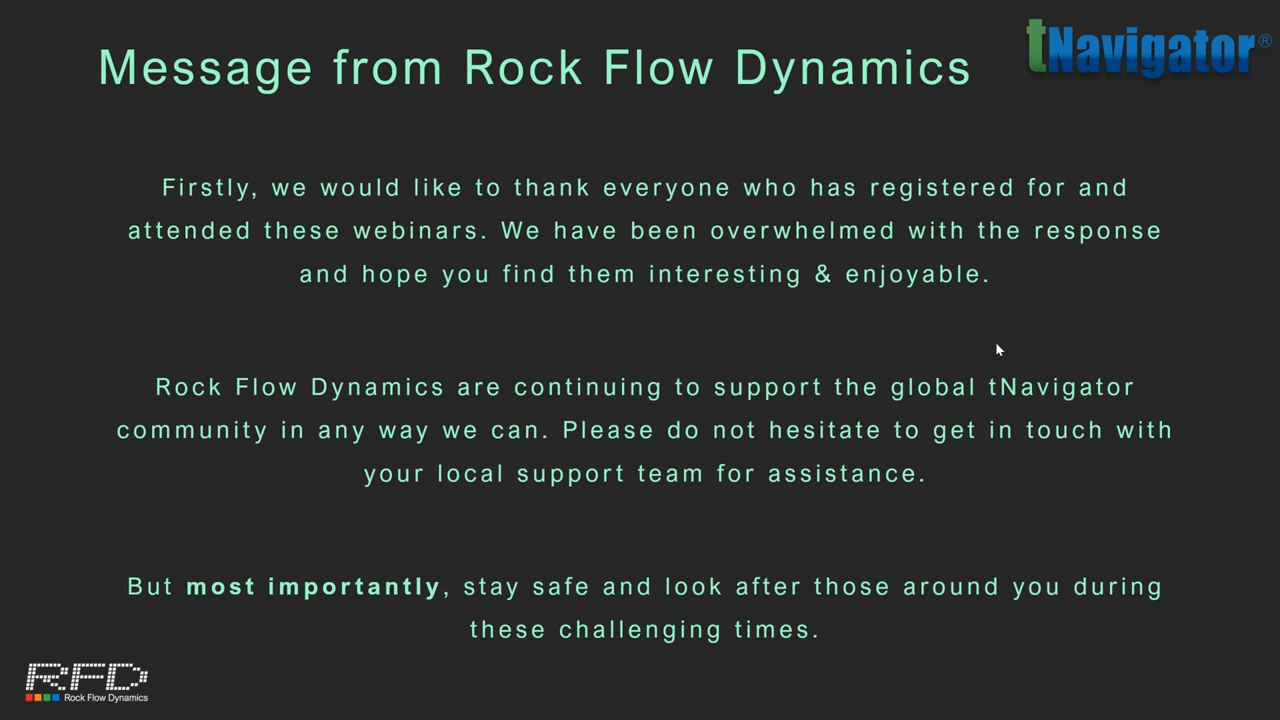 tNavigator®
Message from Rock Flow Dynamics
Firstly, we would like to thank everyone who has registered for and
attended these webinars. We have been overwhelmed with the response
and hope you find them interesting & enjoyable.
Rock Flow Dynamics are continuing to support the global tNavigator
community in any way we can. Please do not hesitate to get in touch with
your local support team for assistance.
But most importantly, stay safe and look after those around you during
these challenging times.
RFD
Rock Flow Dynamics